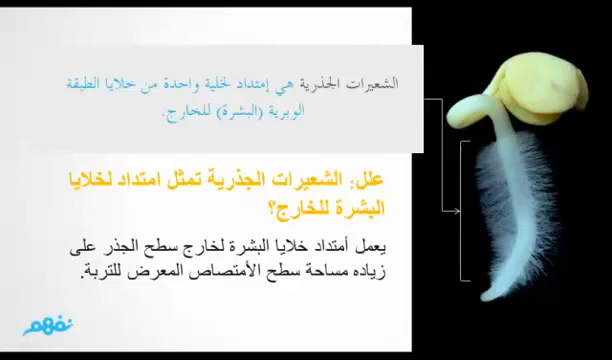 الشعيرات الجذرية هي إمتداد لخلية واحدة من خلايا الطبقة
الوبرية (البشرة) للخارج.
علل: الشعيرات الجذرية تمثل امتداد لخلايا
البشرة للخارج؟
يعمل أمتداد خلايا البشرة لخارج سطح الجذر على
زياده مساحة سطح الأمتصاص المعرض للتربة.
نفهم